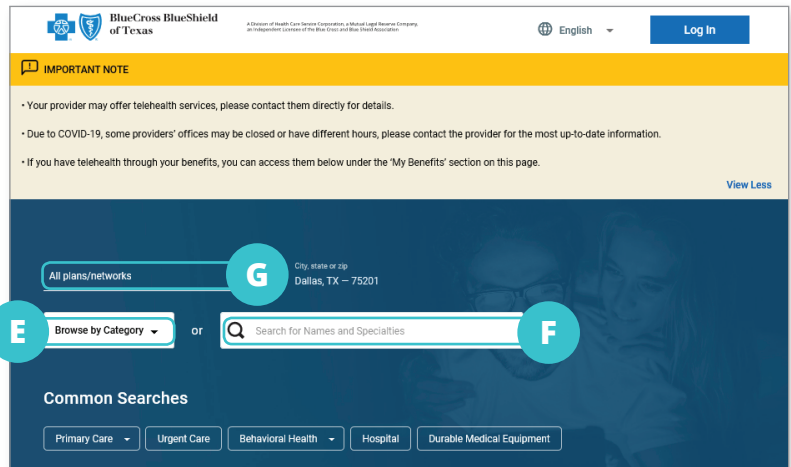 BlueCross BlueShield
of Texas
A Division of Health Care Service Corporation, a Mutual Legal Reserve Company,
an Independent Licensee of the Blue Cross and Blue Shield Association
English
Log In
IMPORTANT NOTE
• Your provider may offer telehealth services, please contact them directly for details.
• Due to COVID-19, some providers' offices may be closed or have different hours, please contact the provider for the most up-to-date information.
• If you have telehealth through your benefits, you can access them below under the 'My Benefits' section on this page.
View Less
All plans/networks
G
City, state or zip
Dallas, TX — 75201
E
Browse by Category
or
Search for Names and Specialties
F
Common Searches
Primary Care
Urgent Care
Behavioral Health
Hospital
Durable Medical Equipment